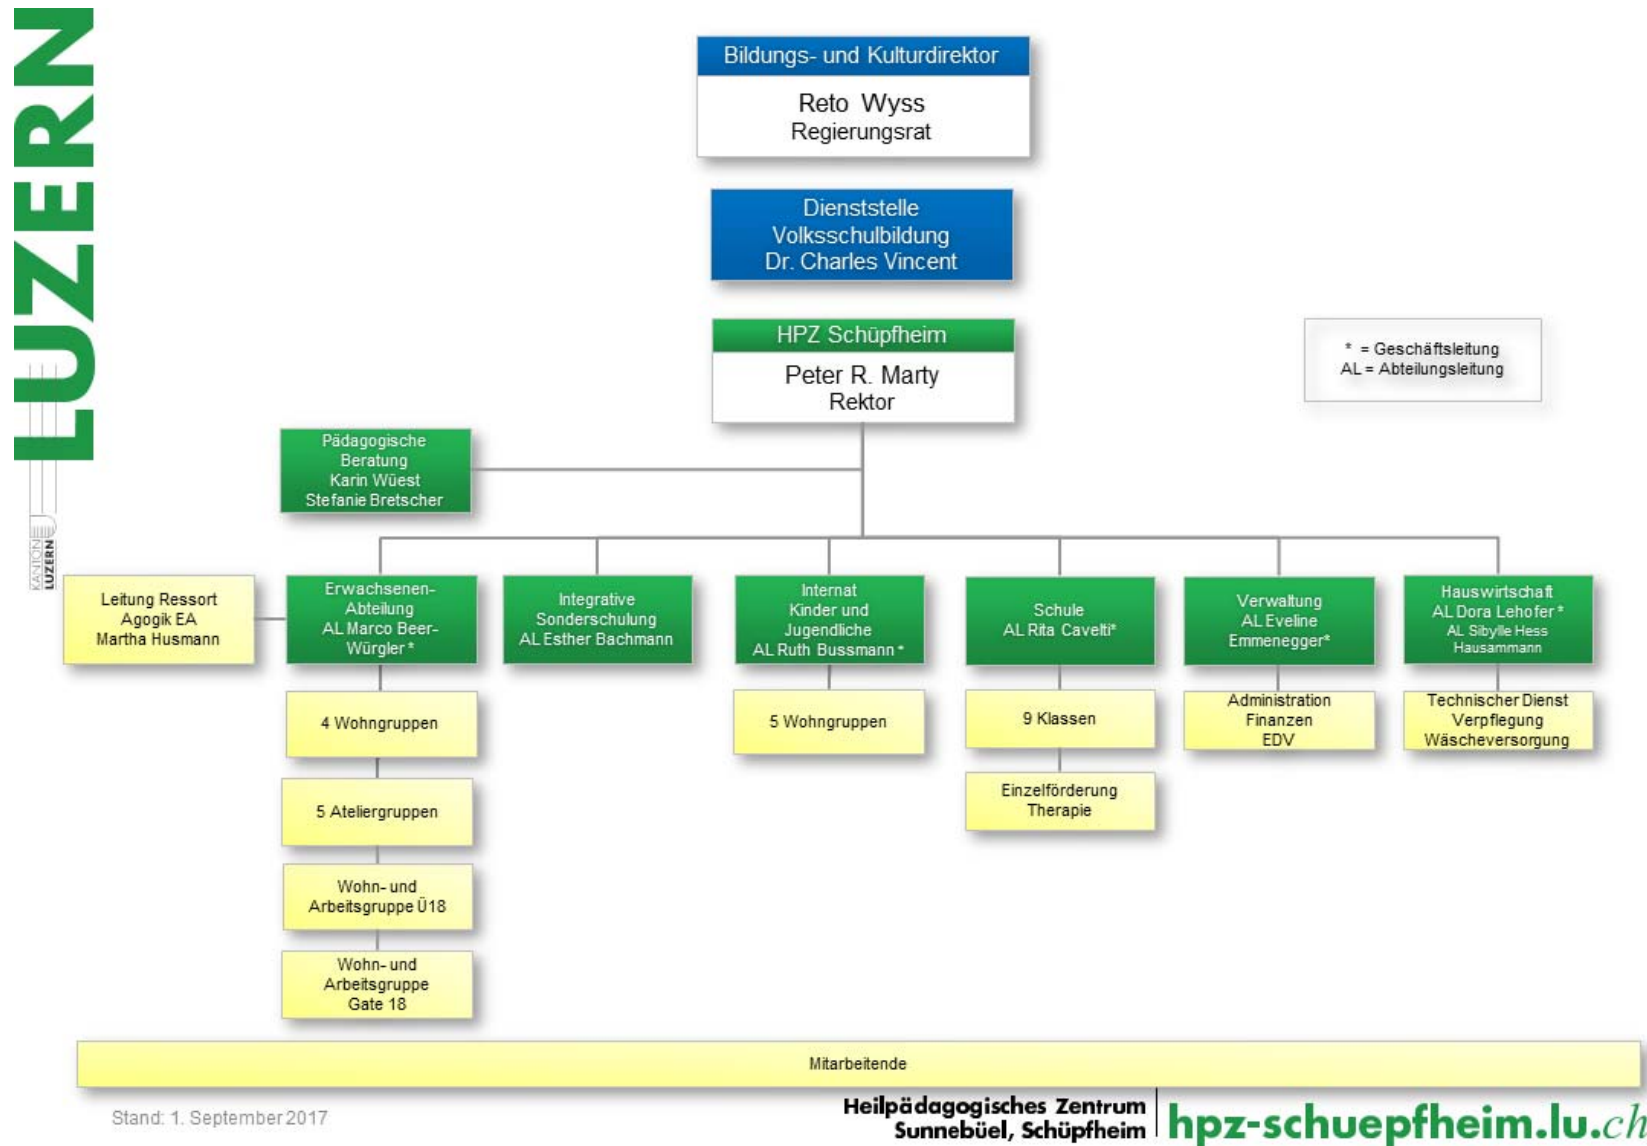 LUZERN
KANTON
LUZERN
Bildungs- und Kulturdirektor
Reto Wyss
Regierungsrat
Dienststelle
Volksschulbildung
Dr. Charles Vincent
HPZ Schüpfheim
Peter R. Marty
Rektor
* = Geschäftsleitung
AL = Abteilungsleitung
Pädagogische
Beratung
Karin Wüest
Stefanie Bretscher
Leitung Ressort
Agogik EA
Martha Husmann
Erwachsenen-
Abteilung
AL Marco Beer-
Würgler *
Integrative
Sonderschulung
AL Esther Bachmann
Internat
Kinder und
Jugendliche
AL Ruth Bussmann *
Schule
AL Rita Cavelti*
Verwaltung
AL Eveline
Emmenegger*
Hauswirtschaft
AL Dora Lehofer *
AL Sibylle Hess
Hausammann
4 Wohngruppen
5 Ateliergruppen
Wohn- und
Arbeitsgruppe Ü18
Wohn- und
Arbeitsgruppe
Gate 18
5 Wohngruppen
9 Klassen
Einzelförderung
Therapie
Administration
Finanzen
EDV
Technischer Dienst
Verpflegung
Wäscheversorgung
Mitarbeitende
Stand: 1. September 2017
Heilpädagogisches Zentrum
Sunnebüel, Schüpfheim
hpz-schuepfheim.lu.ch